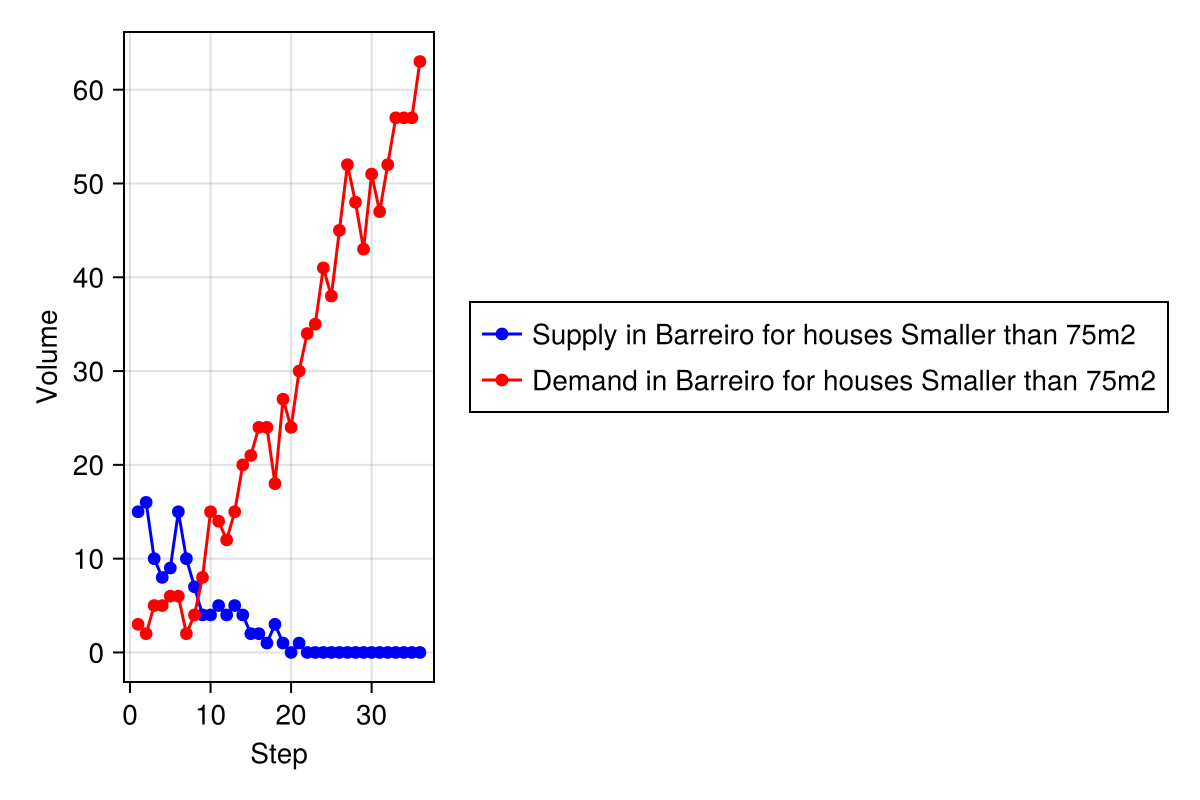 60
50
40
30
20
10
0
Volume
0 10 20 30
Step
Supply in Barreiro for houses Smaller than 75m2
Demand in Barreiro for houses Smaller than 75m2